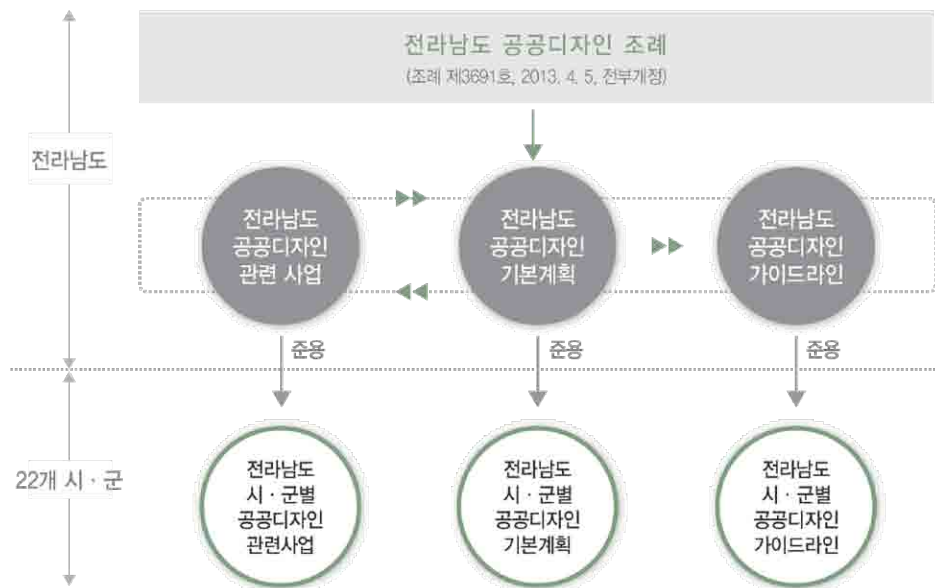 전라남도 공공디자인 조례
(조례 제3691호, 2013. 4. 5, 전부개정)
전라남도
전라남도
공공디자인
관련 사업
전라남도
공공디자인
기본계획
전라남도
공공디자인
가이드라인
준용
준용
준용
22개 시 · 군
전라남도
시 · 군별
공공디자인
관련사업
전라남도
시 · 군별
공공디자인
기본계획
전라남도
시 · 군별
공공디자인
가이드라인